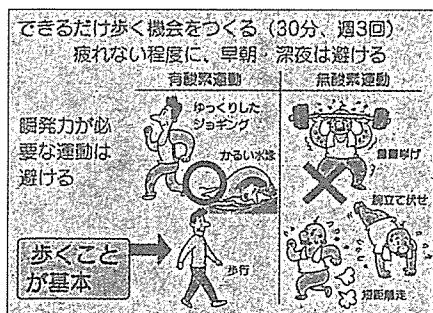 できるだけ歩く機会をつくる（30分、週3回）
疲れない程度に、早朝・深夜は避ける
有酸素運動
無酸素運動
瞬発力が必
要な運動は
避ける
ゆっくりした
ジョギング
かるい水泳
重量挙げ
腕立て伏せ
歩くこと
が基本
歩行
短距離走